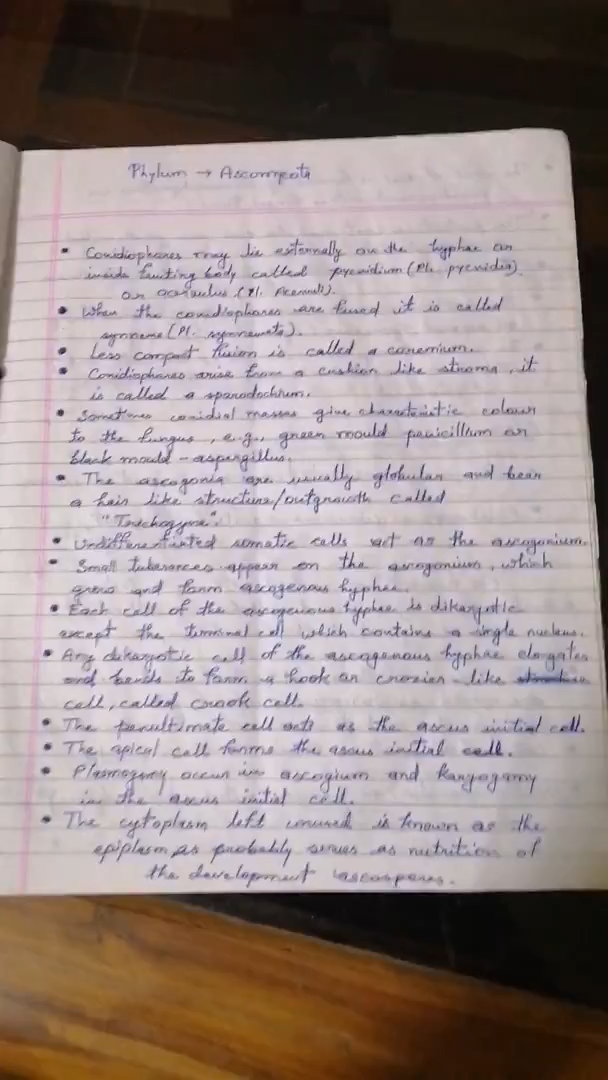 Phylum → Ascomycota
• Conidiophores may lie externally on the hyphae or
inside fruiting body called pycnidium (Pl. pycnidia)
or acervulus (Pl. Acervuli).
• When the conidiophores are fused it is called
synnema (Pl. synnemata).
• Less compact fusion is called a coremium.
• Conidiophores arise from a cushion like stroma, it
is called a sporodochium.
• Sometimes conidial masses give characteristic colour
to the fungus, e.g., green mould penicillum or
black mould - aspergillus.
• The ascogonia are usually globular and bear
a hair like structure/outgrowth called
"Trichogyne".
• Undifferentiated somatic cells act as the ascogonium.
• Small tuberances appear on the ascogonium, which
grow and form ascogenous hyphae.
• Each cell of the ascogenous hyphae is dikaryotic
except the terminal cell which contains a single nucleus.
• Any dikaryotic cell of the ascogenous hyphae elongates
and bends to form a hook or crozier-like
cell, called crook cell.
• The penultimate cell acts as the ascus initial cell.
• The apical cell forms the ascus initial cell.
• Plasmogamy occur in ascogium and karyogamy
in the ascus initial cell.
• The cytoplasm left unused is known as the
epiplasm as probably serves as nutrition of
the development ascospores.